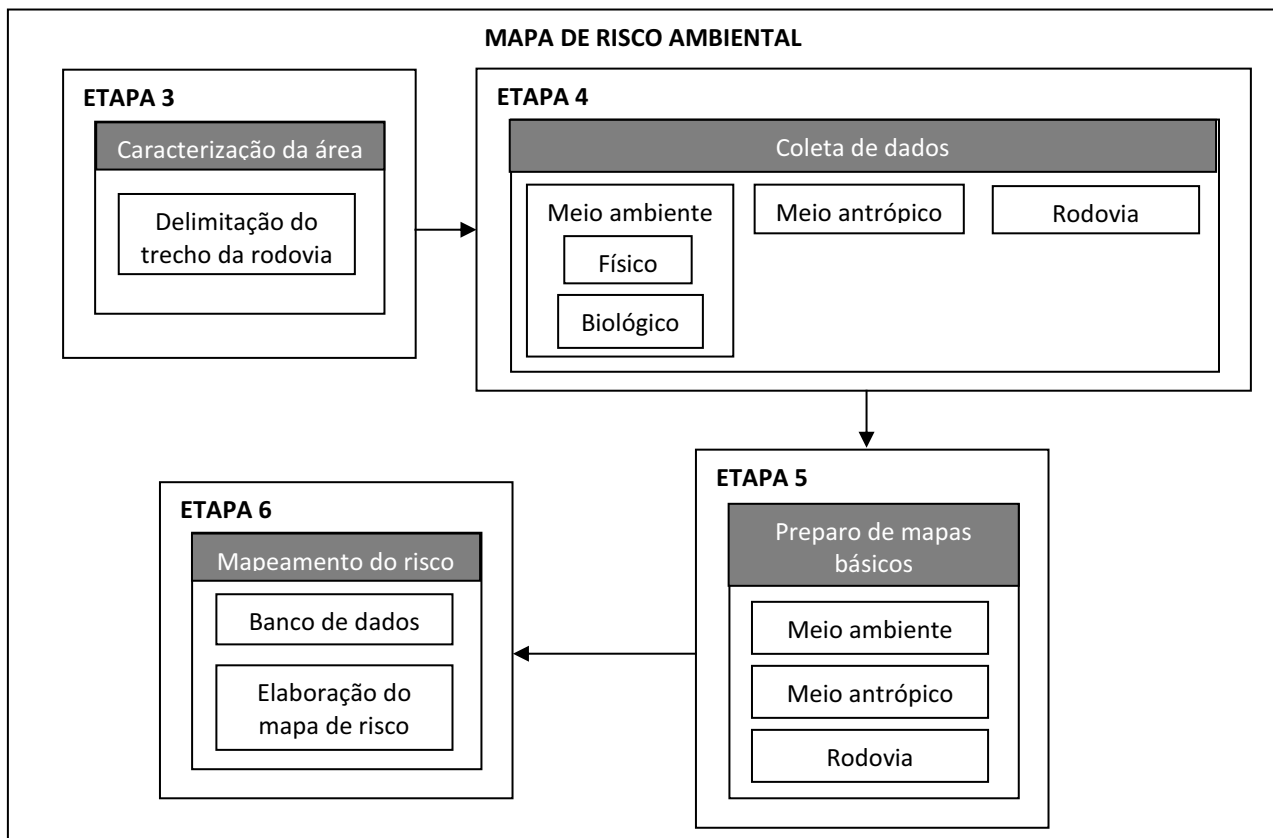 MAPA DE RISCO AMBIENTAL
ETAPA 3
Caracterização da área
Delimitação do
trecho da rodovia
ETAPA 4
Coleta de dados
Meio ambiente
Físico
Biológico
Meio antrópico
Rodovia
ETAPA 5
Preparo de mapas
básicos
Meio ambiente
Meio antrópico
Rodovia
ETAPA 6
Mapeamento do risco
Banco de dados
Elaboração do
mapa de risco